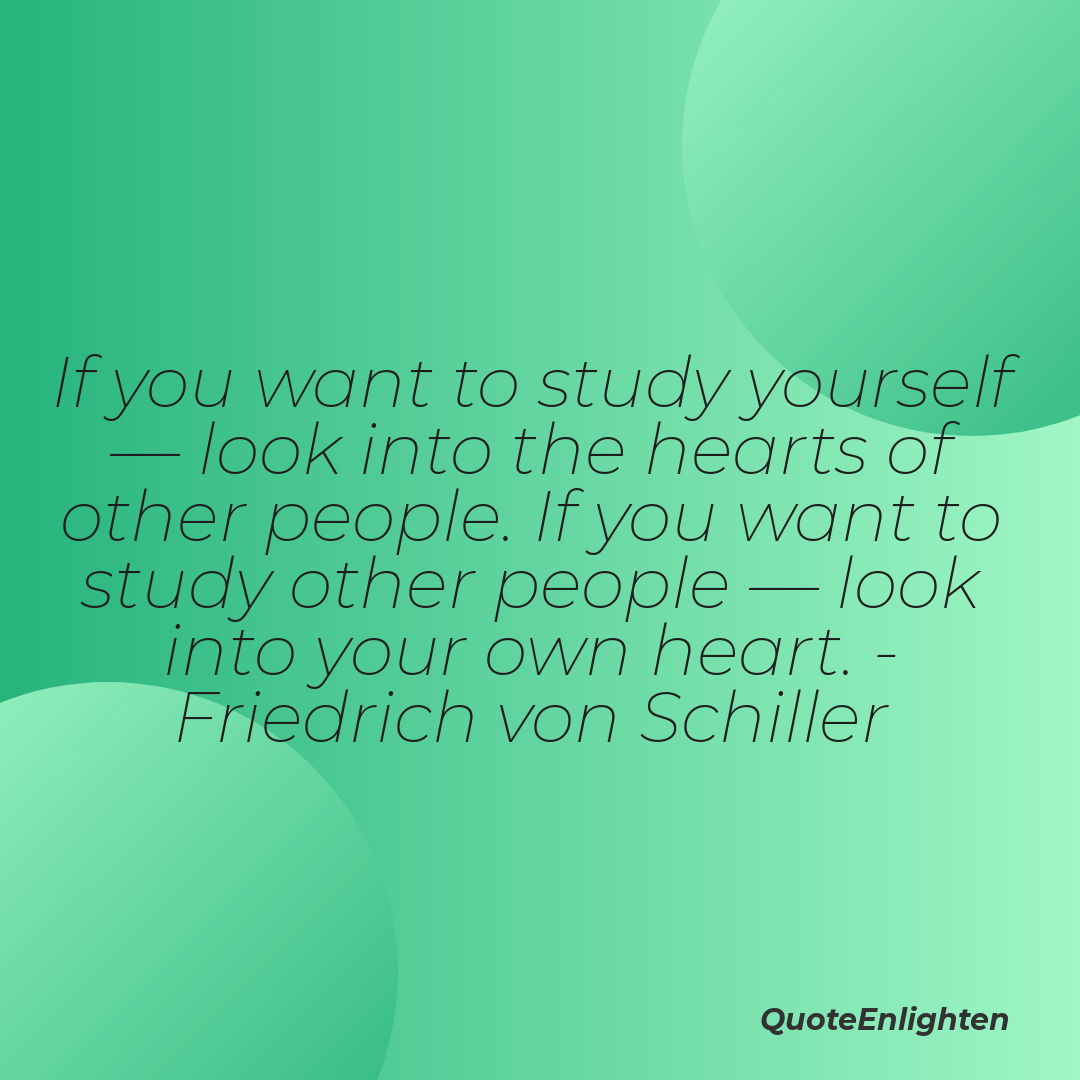 If you want to study yourself
— look into the hearts of
other people. If you want to
study other people — look
into your own heart. -
Friedrich von Schiller
QuoteEnlighten